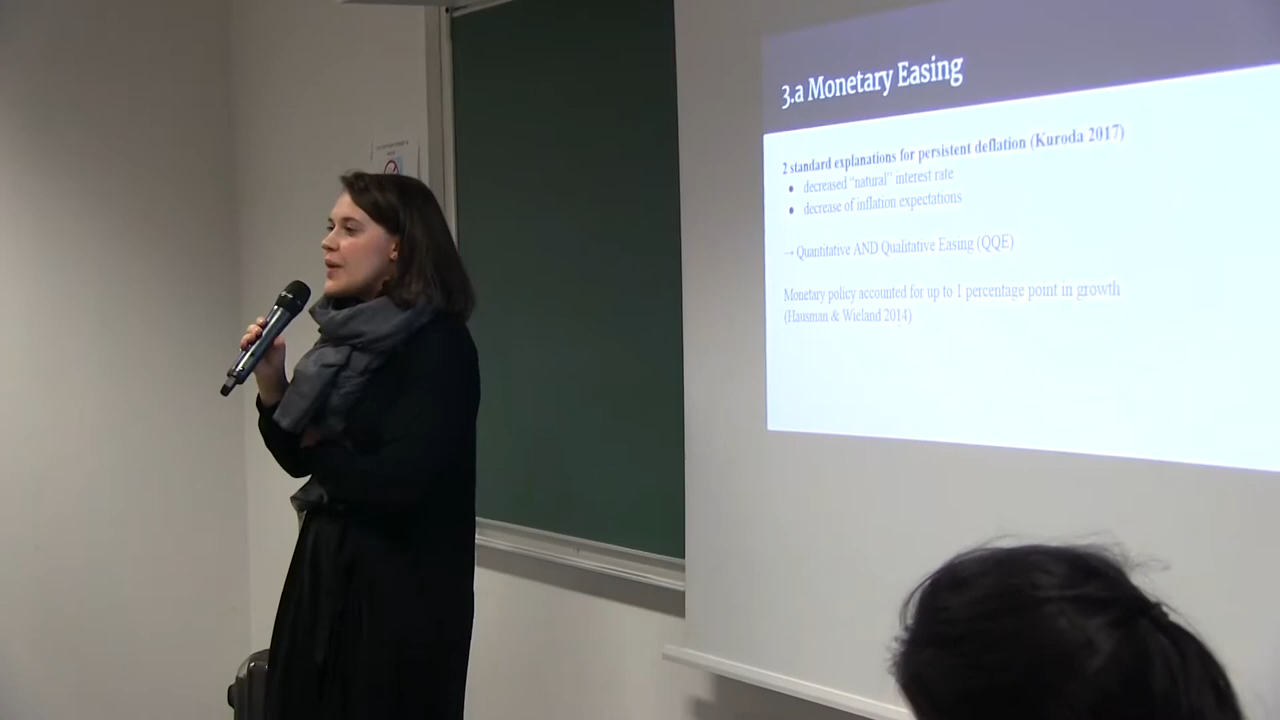 3.a Monetary Easing
2 standard explanations for persistent deflation (Kuroda 2017)
● decreased “natural” interest rate
● decrease of inflation expectations
→ Quantitative AND Qualitative Easing (QQE)
Monetary policy accounted for up to 1 percentage point in growth
(Hausman & Wieland 2014)